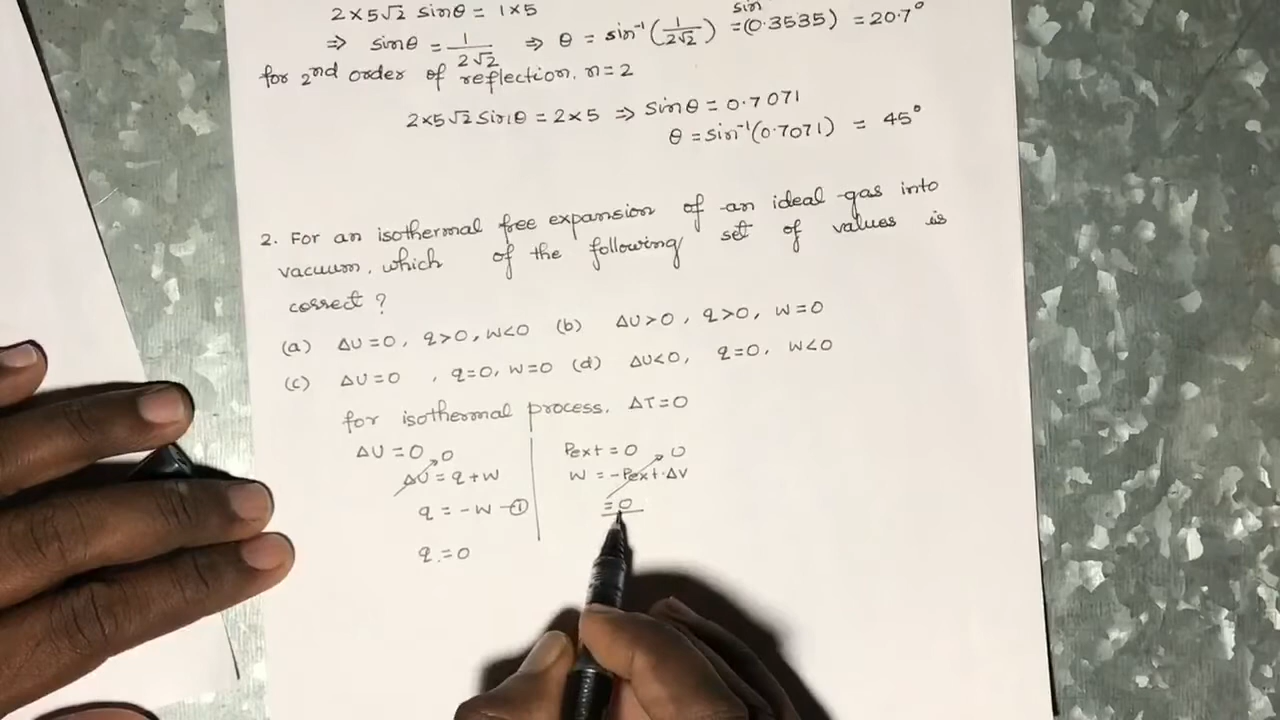 2×5√2 sinθ = 1×5
⇒ sinθ = 1/2√2 ⇒ θ = sin⁻¹(1/2√2) = sin(0.3535) = 20.7°
for 2nd order of reflection, n=2
2×5√2 sinθ = 2×5 ⇒ sinθ = 0.7071
θ = sin⁻¹(0.7071) = 45°
2. For an isothermal free expansion of an ideal gas into
vacuum, which of the following set of values is
correct?
(a) ΔU=0, q>0, W<0 (b) ΔU>0, q>0, W=0
(c) ΔU=0, q=0, W=0 (d) ΔU<0, q=0, W<0
for isothermal process, ΔT=0
ΔU=0 0
ΔU = q+W
q = -W -①
q = 0
Pext = 0 0
W = -Pext·ΔV
= 0